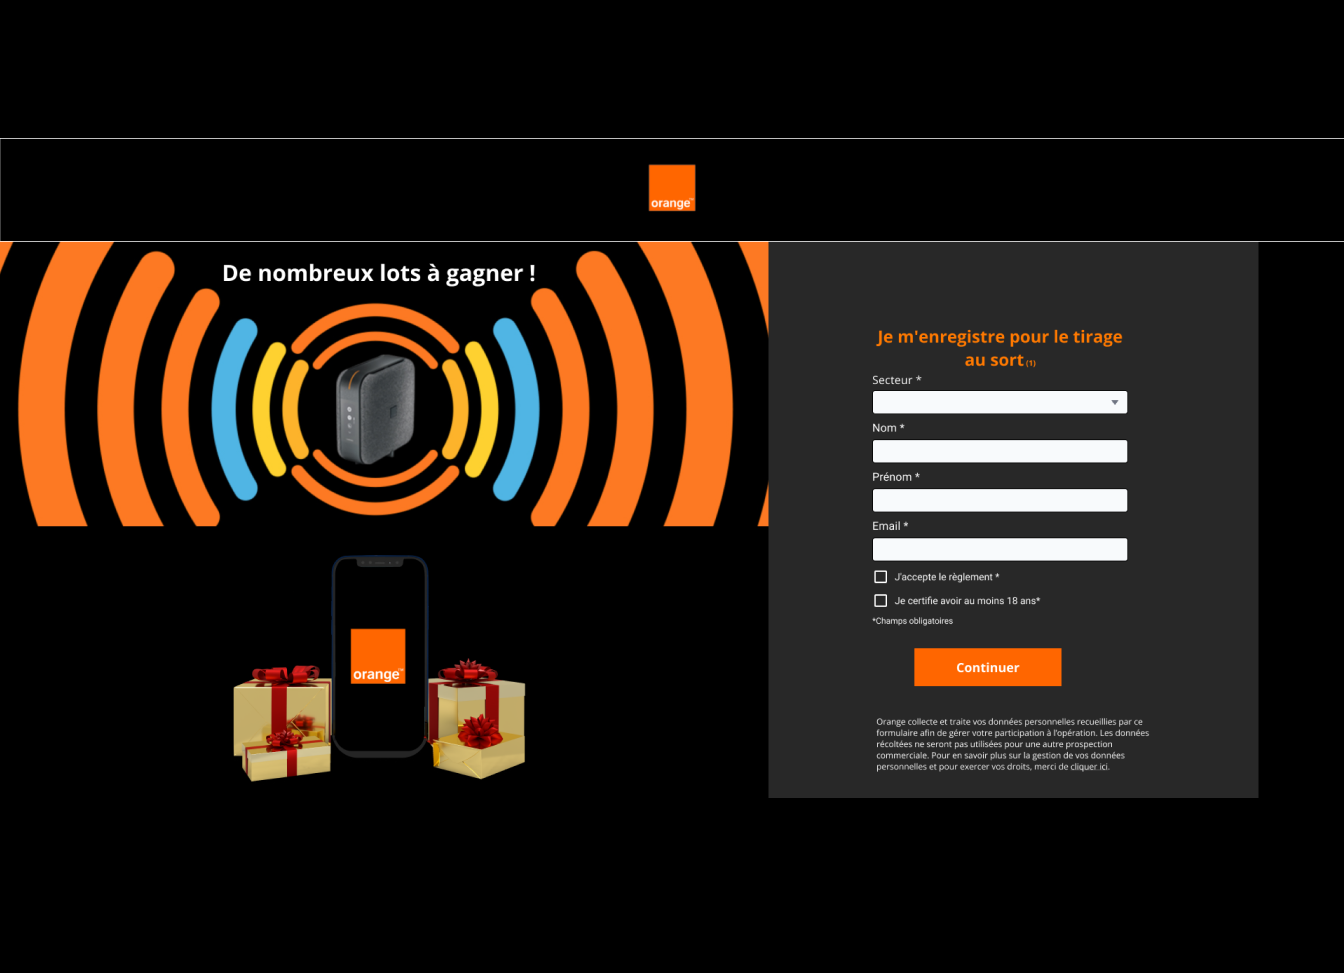 orange™
De nombreux lots à gagner !
orange™
Je m'enregistre pour le tirage
au sort (1)
Secteur *
Nom *
Prénom *
Email *
J'accepte le règlement *
Je certifie avoir au moins 18 ans*
*Champs obligatoires
Continuer
Orange collecte et traite vos données personnelles recueillies par ce
formulaire afin de gérer votre participation à l'opération. Les données
récoltées ne seront pas utilisées pour une autre prospection
commerciale. Pour en savoir plus sur la gestion de vos données
personnelles et pour exercer vos droits, merci de cliquer ici.